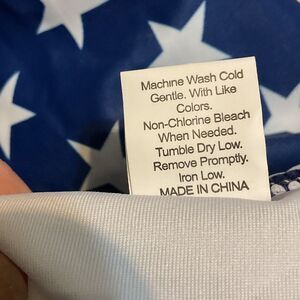 Machine Wash Cold
Gentle. With Like
Colors.
Non-Chlorine Bleach
When Needed.
Tumble Dry Low.
Remove Promptly.
Iron Low.
MADE IN CHINA